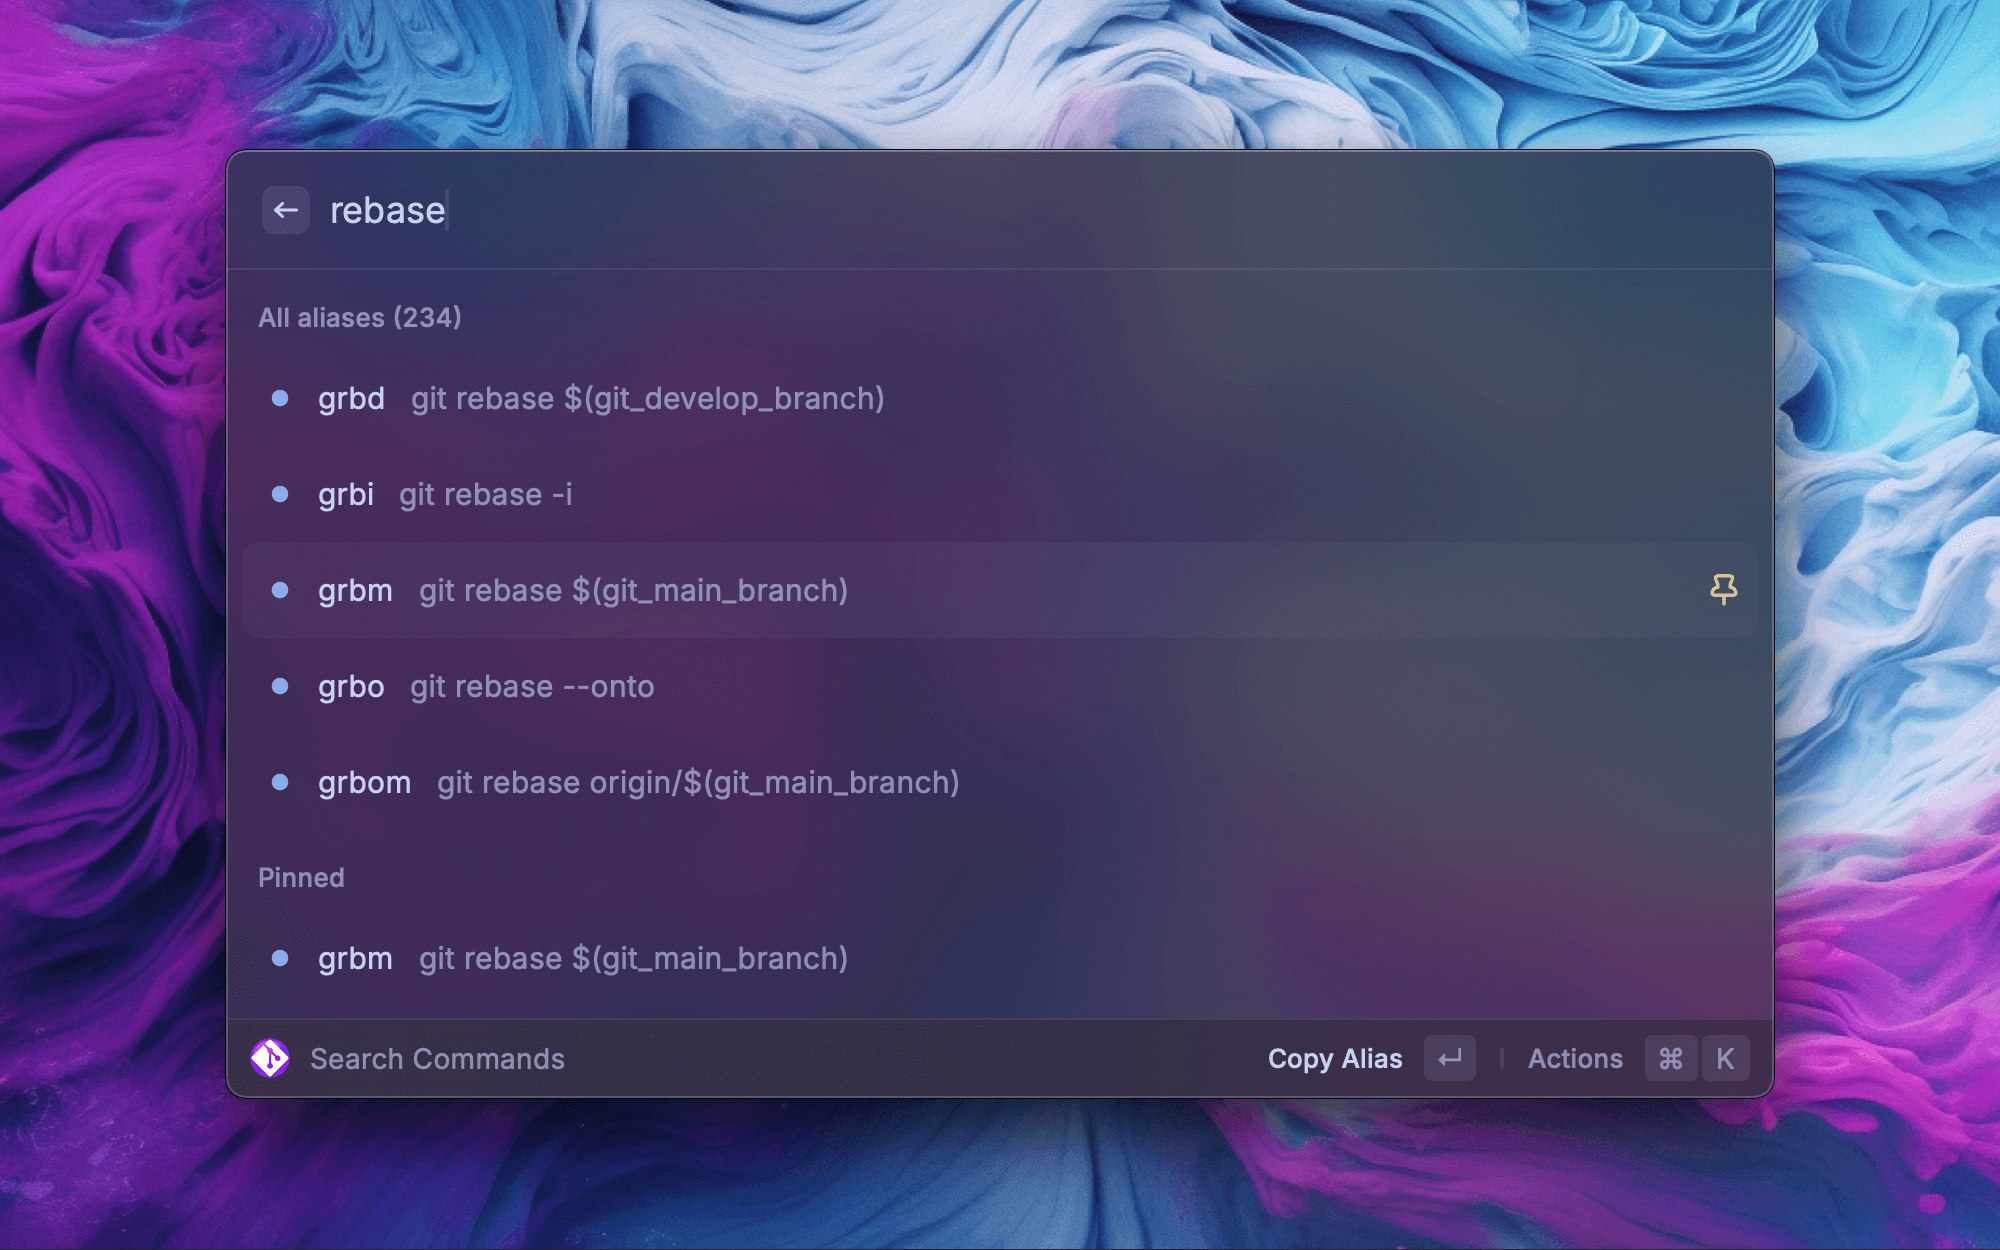 rebase
All aliases (234)
grbd git rebase $(git_develop_branch)
grbi git rebase -i
grbm git rebase $(git_main_branch)
grbo git rebase --onto
grbom git rebase origin/$(git_main_branch)
Pinned
grbm git rebase $(git_main_branch)
Search Commands Copy Alias ↵ | Actions ⌘ K